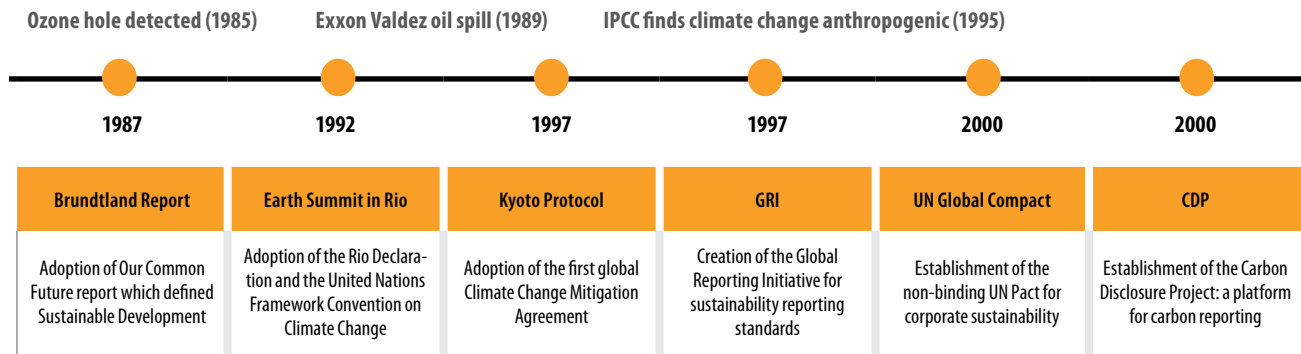 Ozone hole detected (1985)
Exxon Valdez oil spill (1989)
IPCC finds climate change anthropogenic (1995)
1987
1992
1997
1997
2000
2000
Brundtland Report
Earth Summit in Rio
Kyoto Protocol
GRI
UN Global Compact
CDP
Adoption of Our Common
Future report which defined
Sustainable Development
Adoption of the Rio Declara-
tion and the United Nations
Framework Convention on
Climate Change
Adoption of the first global
Climate Change Mitigation
Agreement
Creation of the Global
Reporting Initiative for
sustainability reporting
standards
Establishment of the
non-binding UN Pact for
corporate sustainability
Establishment of the Carbon
Disclosure Project: a platform
for carbon reporting